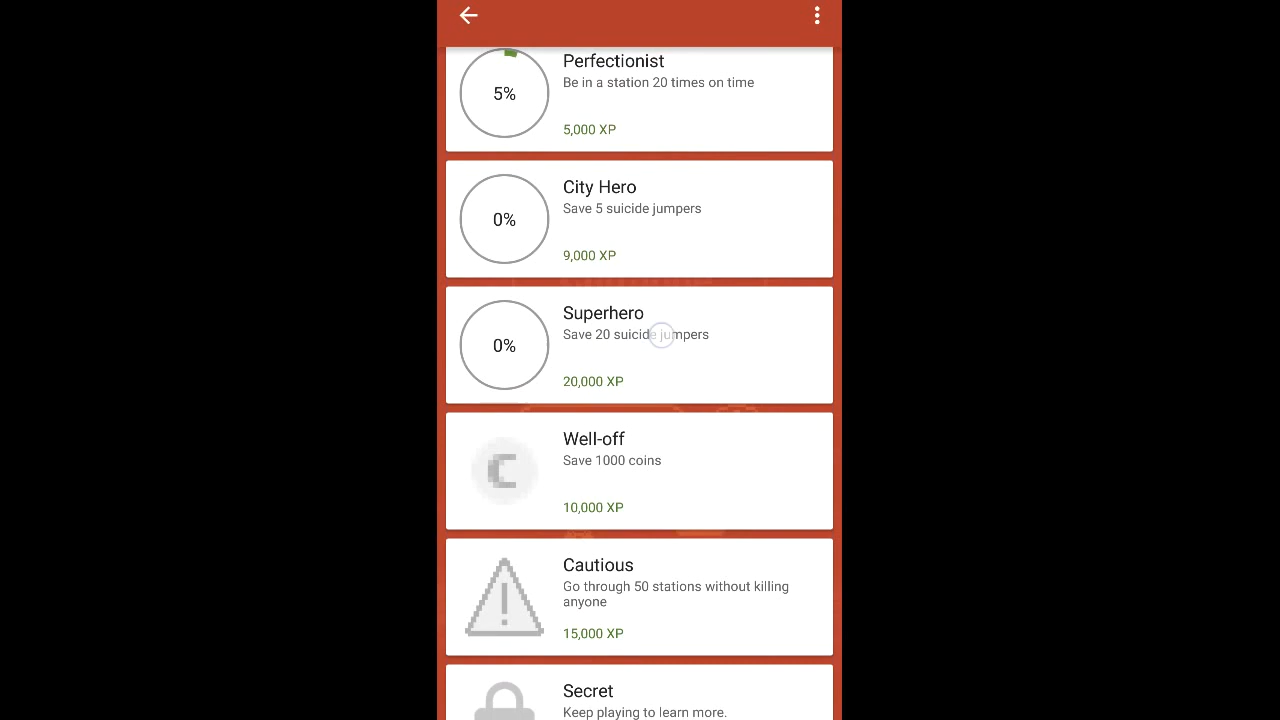 Perfectionist
5%
Be in a station 20 times on time
5,000 XP
City Hero
Save 5 suicide jumpers
0%
9,000 XP
Superhero
Save 20 suicide jumpers
0%
20,000 XP
Well-off
Save 1000 coins
C
10,000 XP
Cautious
Go through 50 stations without killing
anyone
15,000 XP
Secret
Keep playing to learn more.